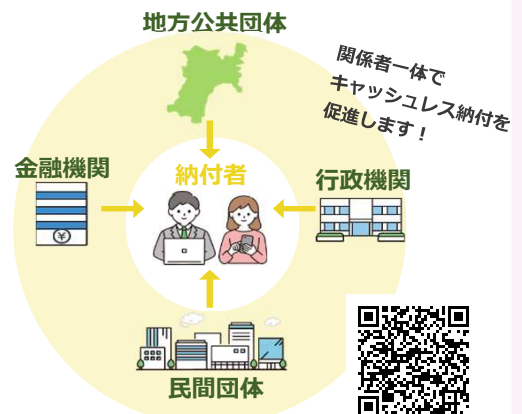 地方公共団体
関係者一体で
キャッシュレス納付を
促進します！
金融機関
納付者
行政機関
¥
民間団体